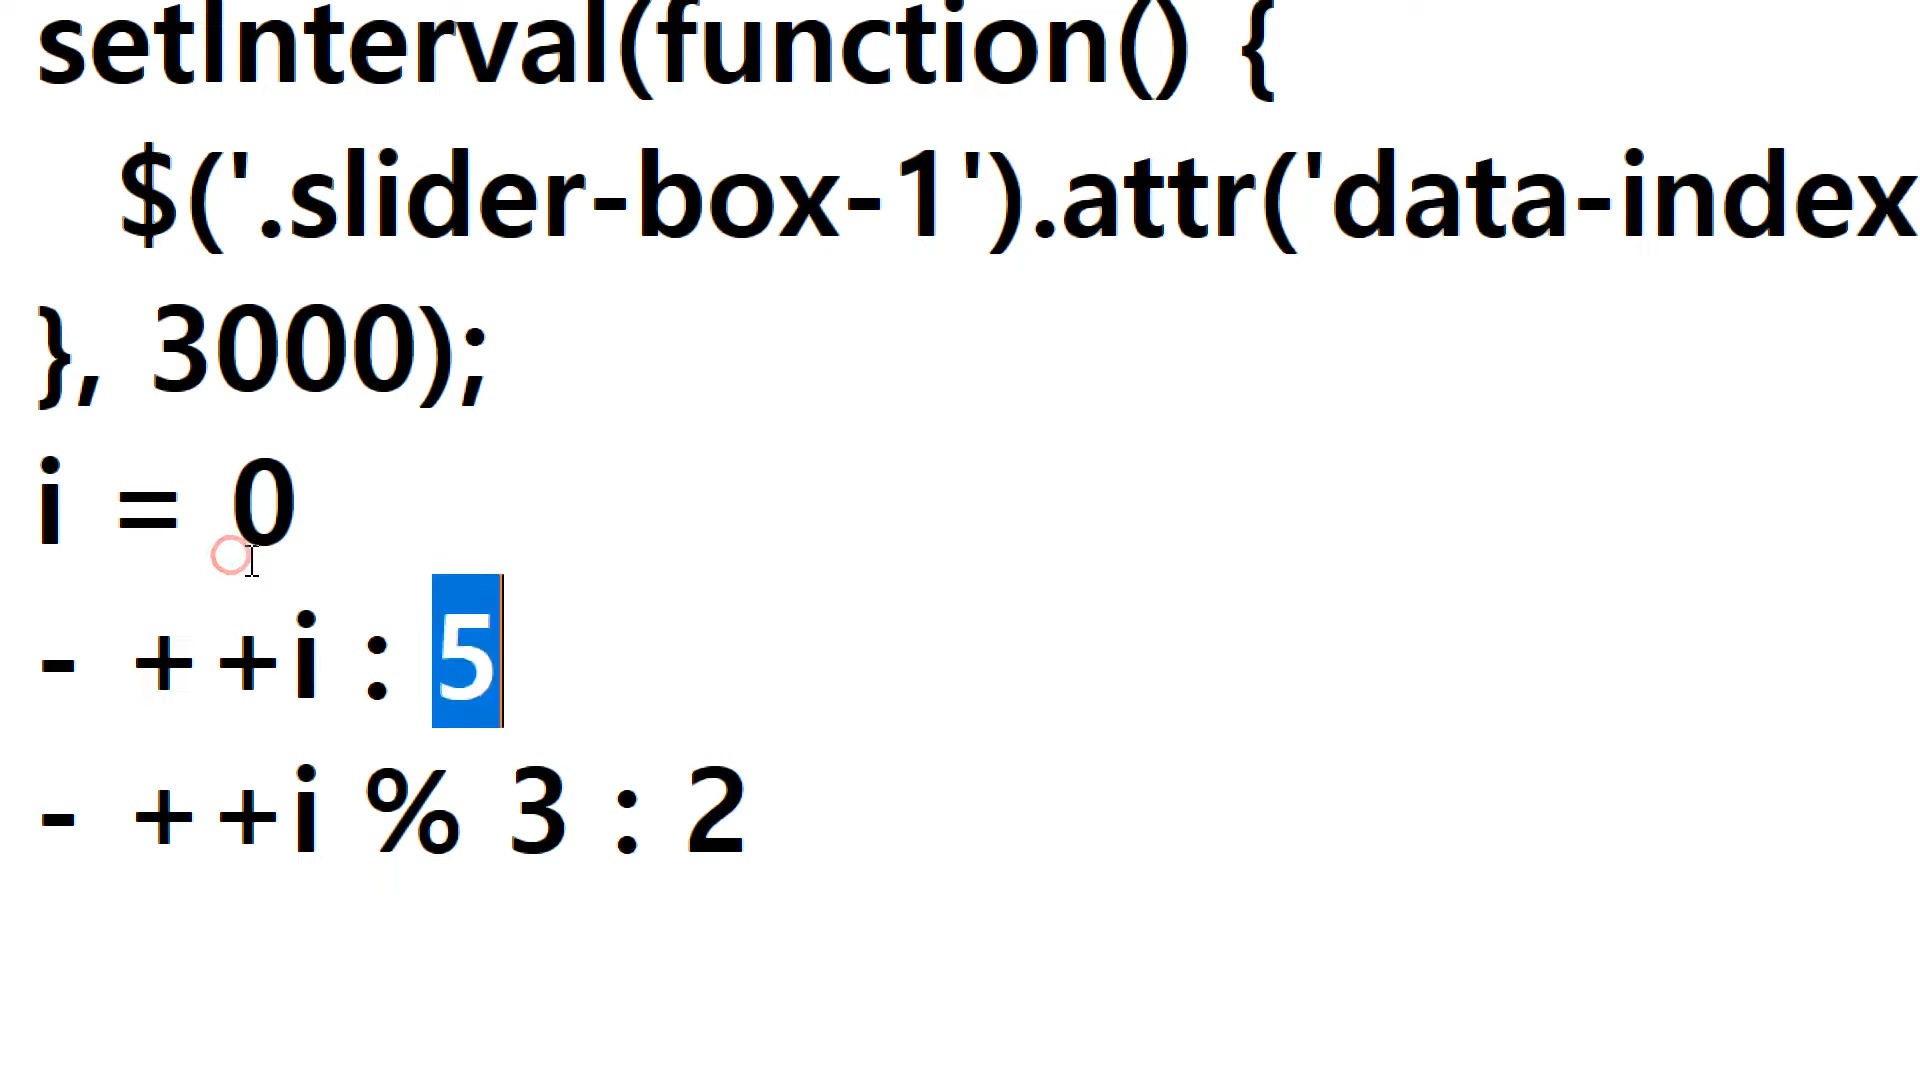 setInterval(function() {
$('.slider-box-1').attr('data-index
}, 3000);
i = 0
- ++i : 5
- ++i % 3 : 2